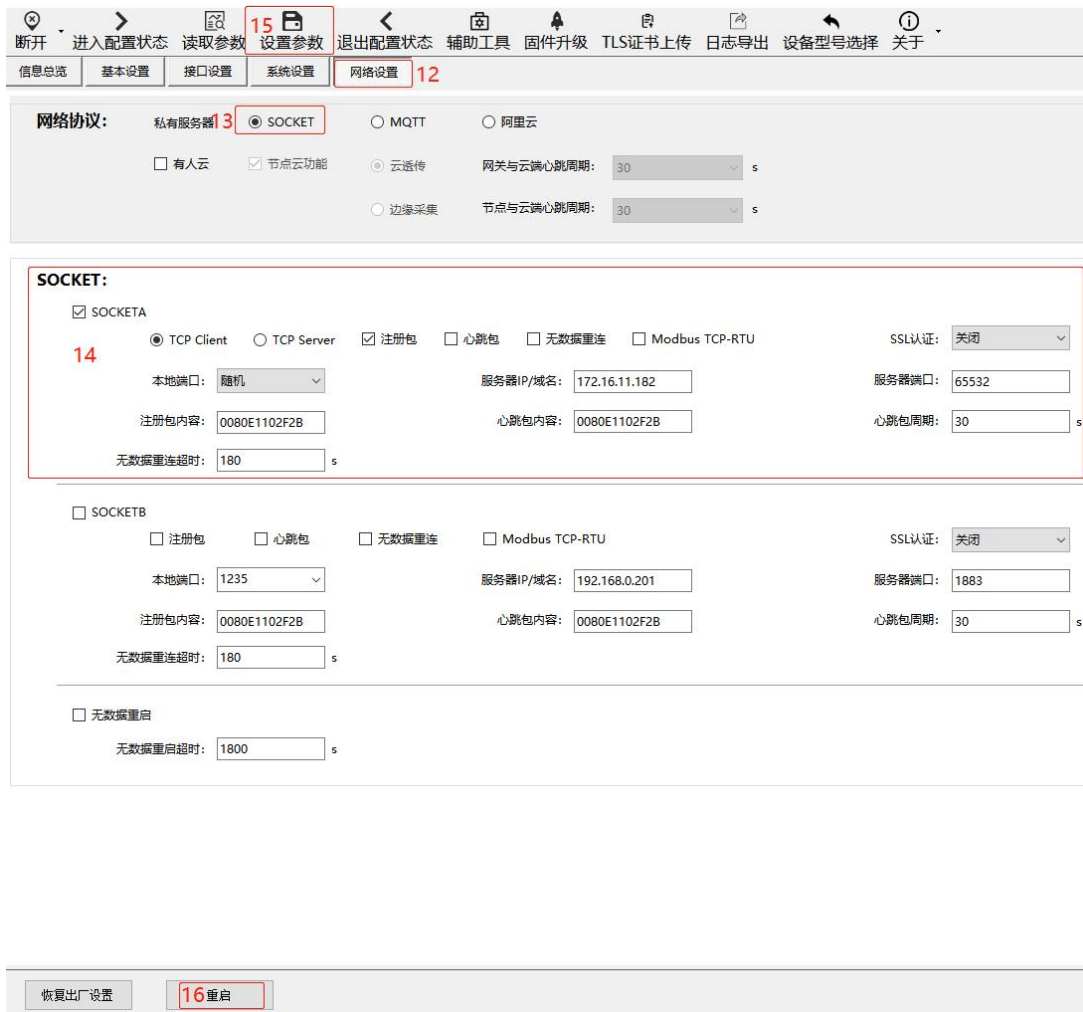 15
断开 进入配置状态 读取参数 设置参数 退出配置状态 辅助工具 固件升级 TLS证书上传 日志导出 设备型号选择 关于
信息总览 基本设置 接口设置 系统设置 网络设置 12
网络协议： 私有服务器 13 SOCKET MQTT 阿里云
有人云 节点云功能 云透传 网关与云端心跳周期： 30 s
边缘采集 节点与云端心跳周期： 30 s
SOCKET：
SOCKETA
14 TCP Client TCP Server 注册包 心跳包 无数据重连 Modbus TCP-RTU SSL认证： 关闭
本地端口： 随机 服务器IP/域名： 172.16.11.182 服务器端口： 65532
注册包内容： 0080E1102F2B 心跳包内容： 0080E1102F2B 心跳包周期： 30 s
无数据重连超时： 180 s
SOCKETB
注册包 心跳包 无数据重连 Modbus TCP-RTU SSL认证： 关闭
本地端口： 1235 服务器IP/域名： 192.168.0.201 服务器端口： 1883
注册包内容： 0080E1102F2B 心跳包内容： 0080E1102F2B 心跳包周期： 30 s
无数据重连超时： 180 s
无数据重启
无数据重启超时： 1800 s
恢复出厂设置 16 重启